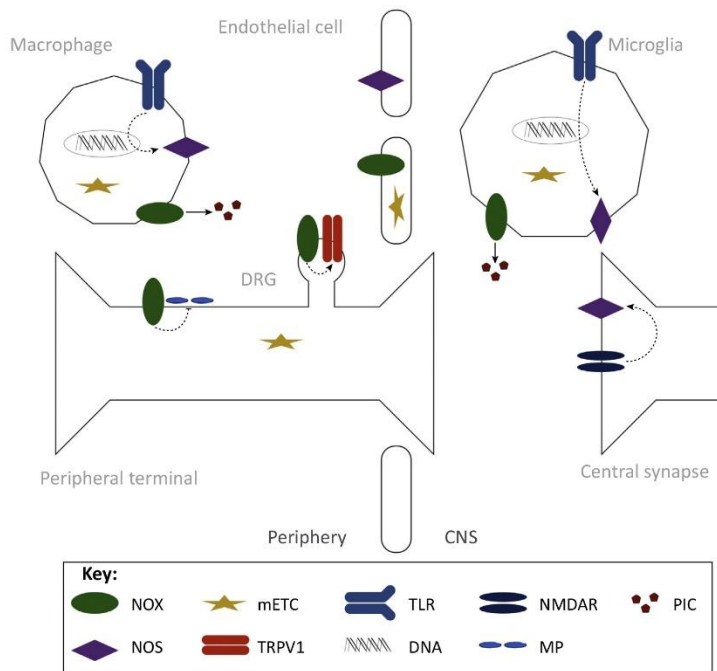 Endothelial cell
Macrophage
Microglia
DRG
Peripheral terminal
Central synapse
Periphery
CNS
Key:
NOX
mETC
TLR
NMDAR
PIC
NOS
TRPV1
DNA
MP